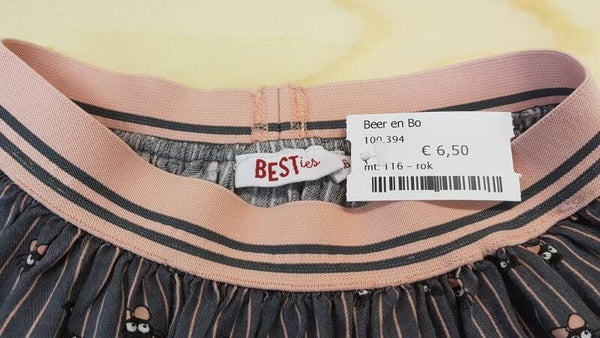 BESTies
Beer en Bo
100.394
€ 6,50
mt: 116 - rok